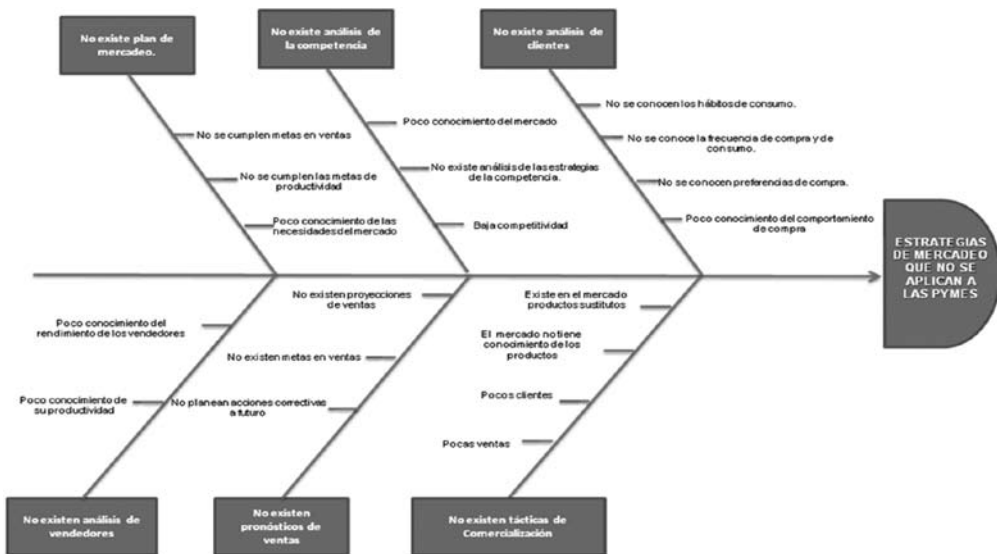 No existe plan de
mercadeo.
No existe análisis de
la competencia
No existe análisis de
clientes
No se cumplen metas en ventas
No se cumplen las metas de
productividad
Poco conocimiento de las
necesidades del mercado
Poco conocimiento del mercado
No existe análisis de las estrategias
de la competencia.
Baja competitividad
No se conocen los hábitos de consumo.
No se conoce la frecuencia de compra y de
consumo.
No se conocen preferencias de compra.
Poco conocimiento del comportamiento
de compra
ESTRATEGIAS
DE MERCADEO
QUE NO SE
APLICAN A
LAS PYMES
Poco conocimiento del
rendimiento de los vendedores
Poco conocimiento de
su productividad
No existen proyecciones
de ventas
No existen metas en ventas
No planean acciones correctivas
a futuro
Existe en el mercado
productos sustitutos
El mercado no tiene
conocimiento de los
productos
Pocos clientes
Pocas ventas
No existen análisis de
vendedores
No existen
pronósticos de
ventas
No existen tácticas de
Comercialización